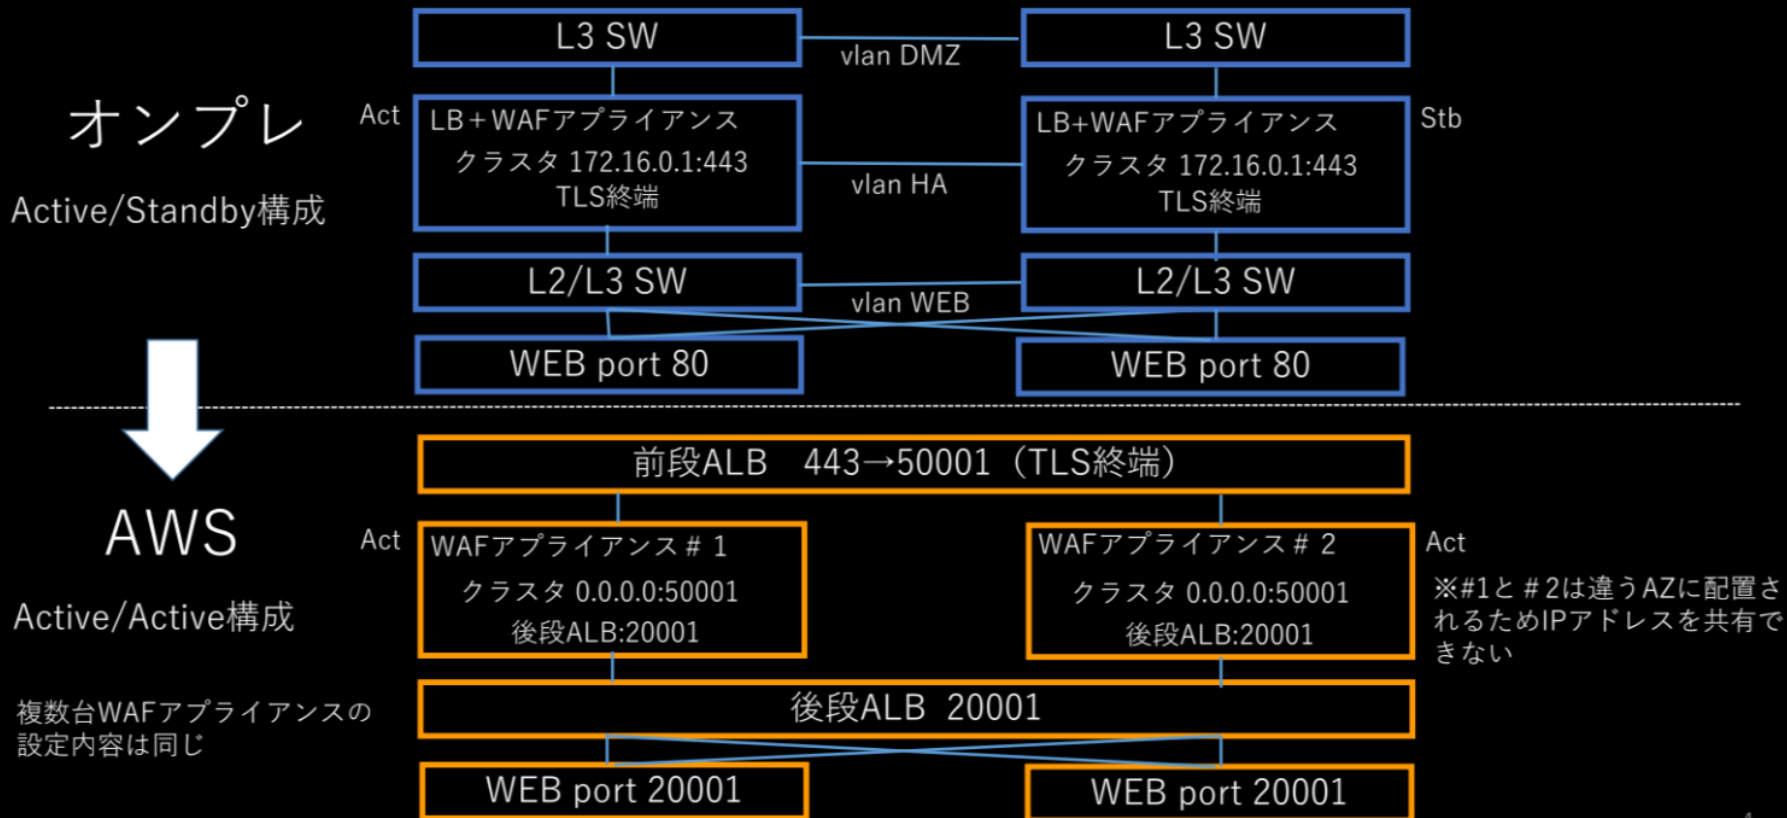 L3 SW
L3 SW
vlan DMZ
オンプレ
Active/Standby構成
Act
LB＋WAFアプライアンス
クラスタ 172.16.0.1:443
TLS終端
vlan HA
LB+WAFアプライアンス
クラスタ 172.16.0.1:443
TLS終端
Stb
L2/L3 SW
L2/L3 SW
vlan WEB
WEB port 80
WEB port 80
前段ALB　443→50001（TLS終端）
AWS
Active/Active構成
複数台WAFアプライアンスの
設定内容は同じ
Act
WAFアプライアンス＃１
クラスタ 0.0.0.0:50001
後段ALB:20001
WAFアプライアンス＃２
クラスタ 0.0.0.0:50001
後段ALB:20001
Act
※#1と＃2は違うAZに配置さ
れるためIPアドレスを共有で
きない
後段ALB 20001
WEB port 20001
WEB port 20001